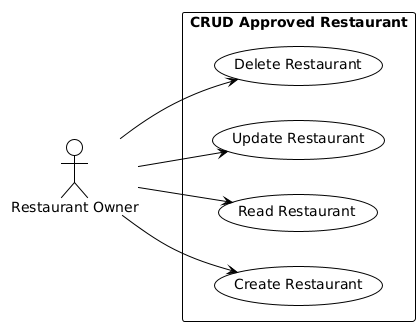 CRUD Approved Restaurant
Delete Restaurant
Update Restaurant
Restaurant Owner
Read Restaurant
Create Restaurant